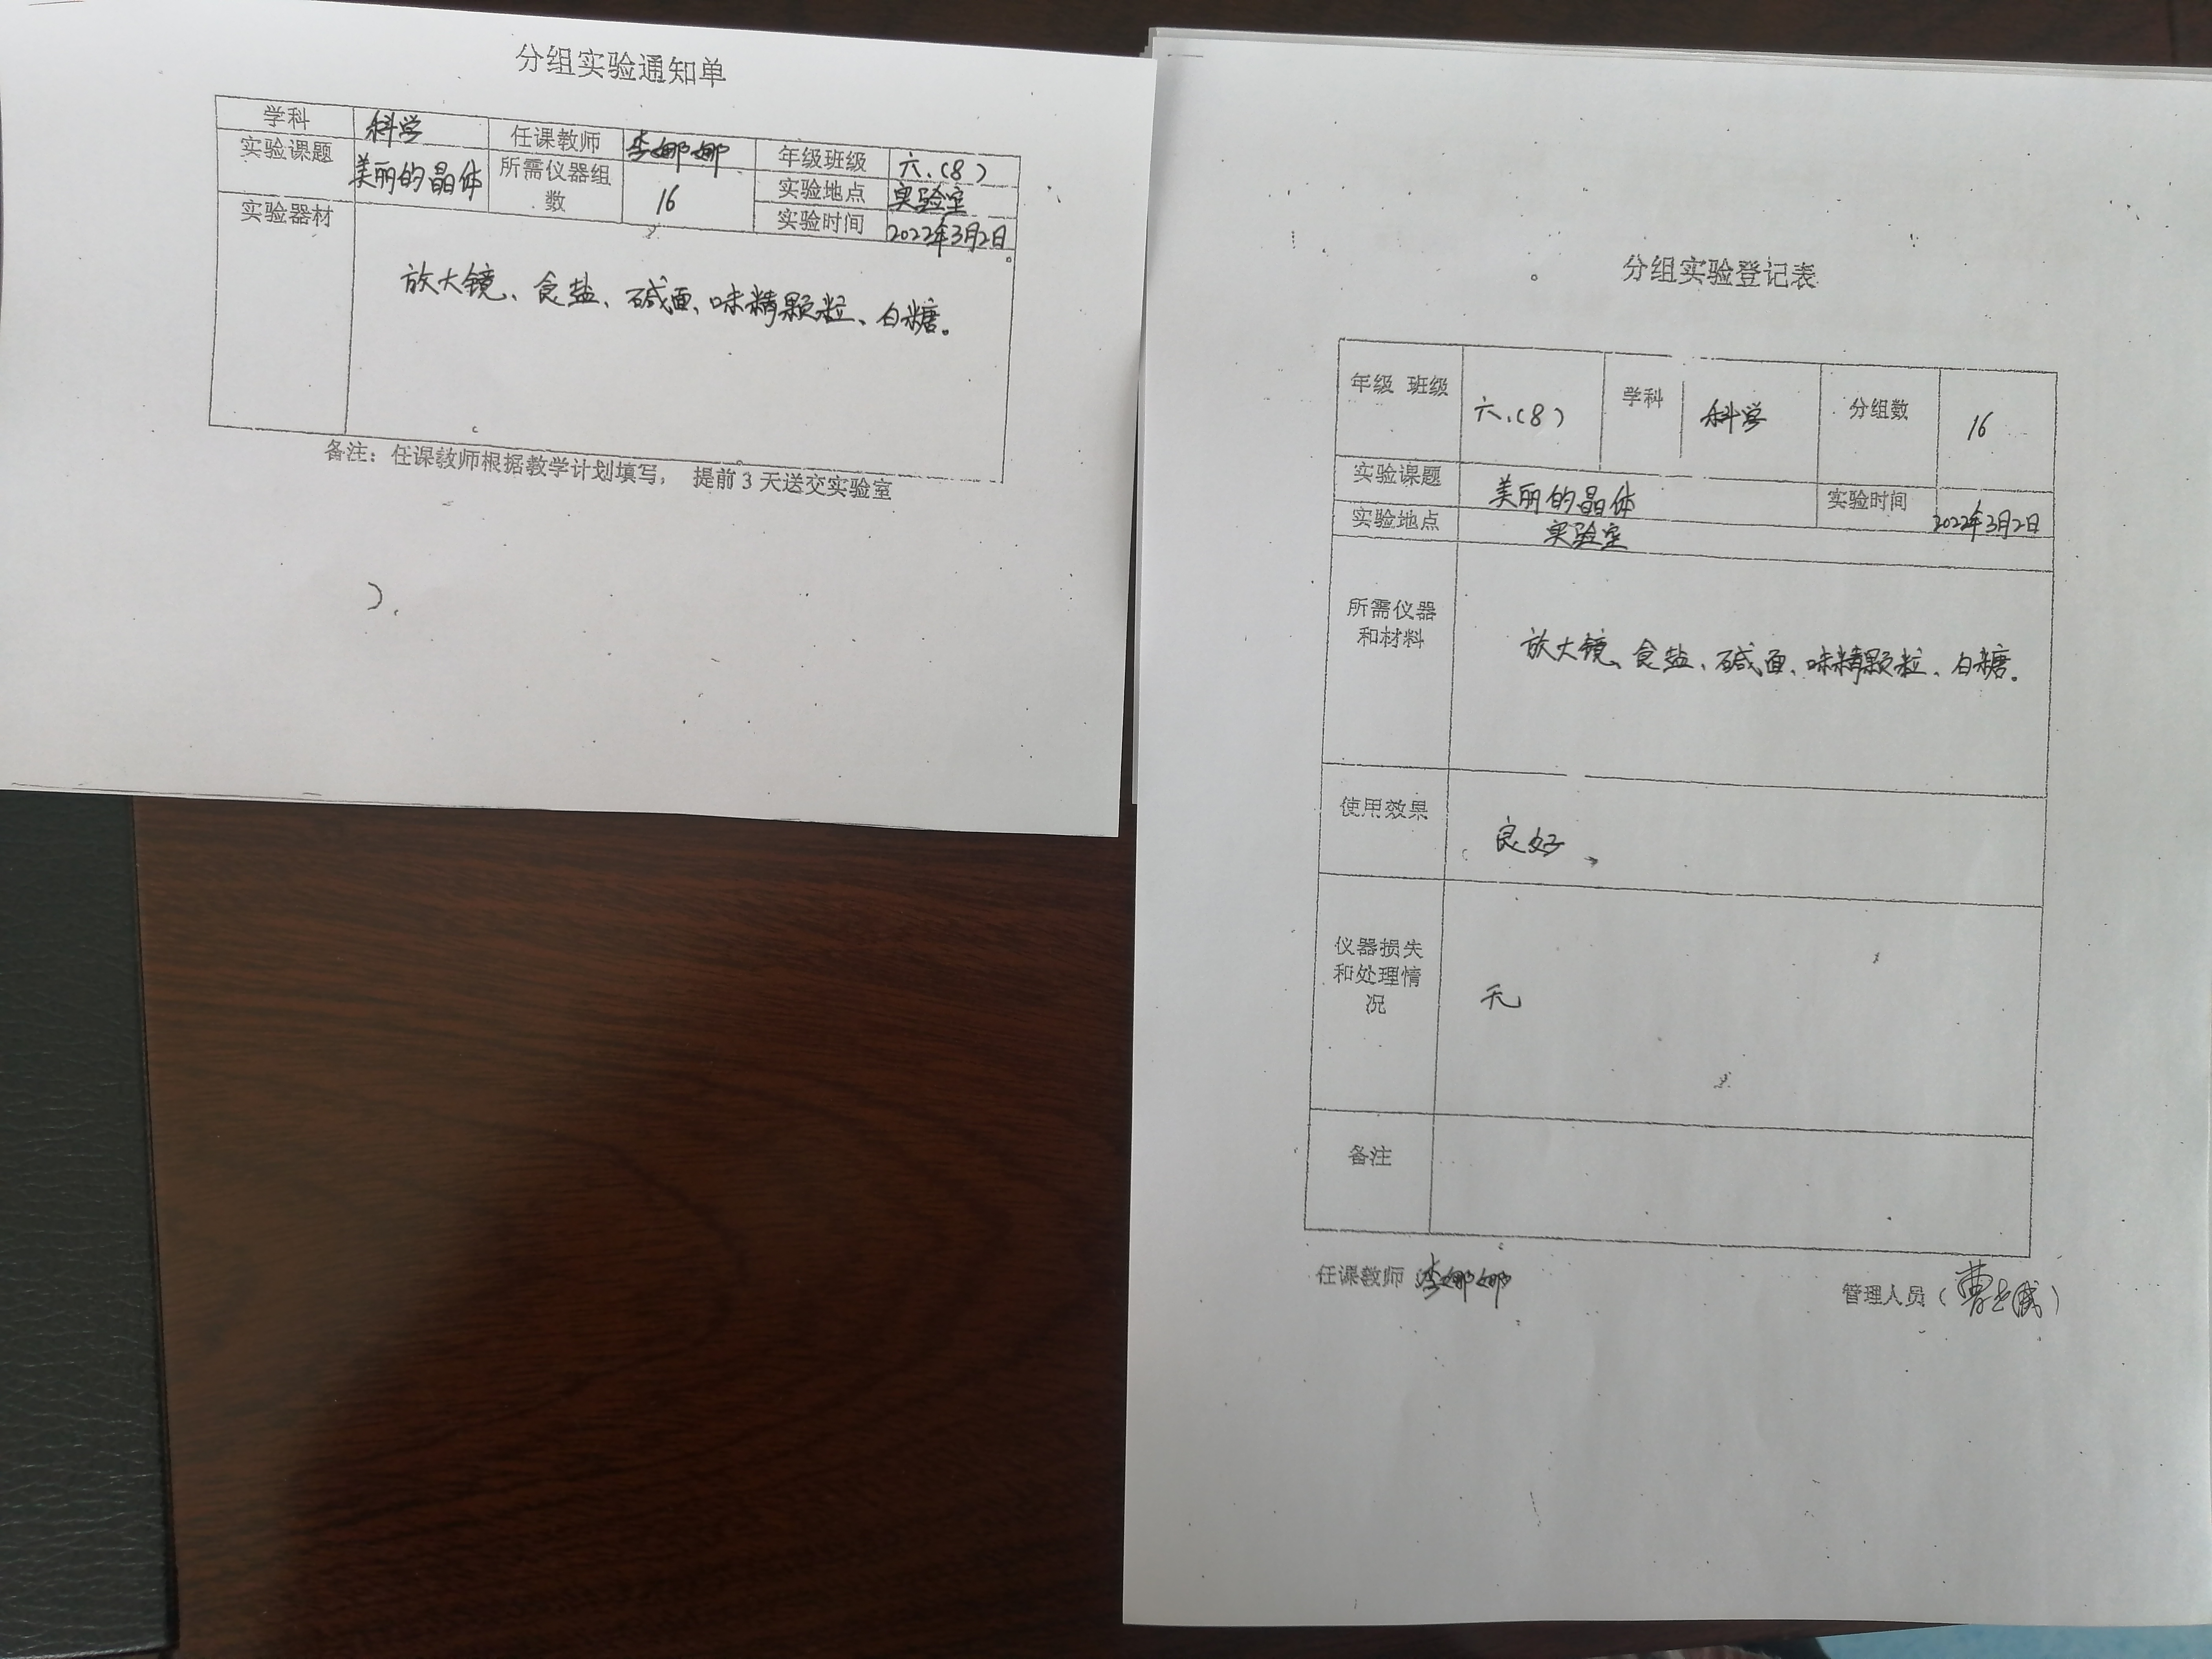 分组实验通知单
学科 科学 任课教师 李娜娜 年级班级 六.(8)
实验课题 美丽的晶体 所需仪器组数 16 实验地点 实验室
实验时间 2022年3月2日。
实验器材
放大镜、食盐、碱面、味精颗粒、白糖。
备注：任课教师根据教学计划填写， 提前3天送交实验室
分组实验登记表
年级 班级 六.(8) 学科 科学 分组数 16
实验课题 美丽的晶体 实验时间 2022年3月2日
实验地点 实验室
所需仪器
和材料
放大镜、食盐、碱面、味精颗粒、白糖。
使用效果 良好
仪器损失
和处理情
况
无
备注
任课教师 李娜娜 管理人员（曹）